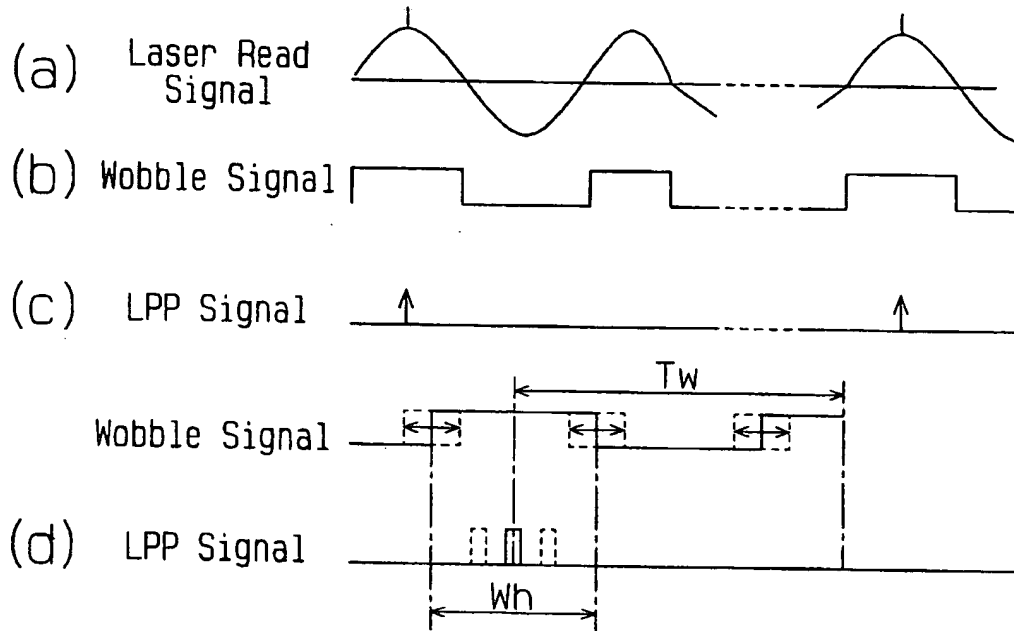 (a) Laser Read
Signal
(b) Wobble Signal
(c) LPP Signal
Tw
Wobble Signal
(d) LPP Signal
Wh